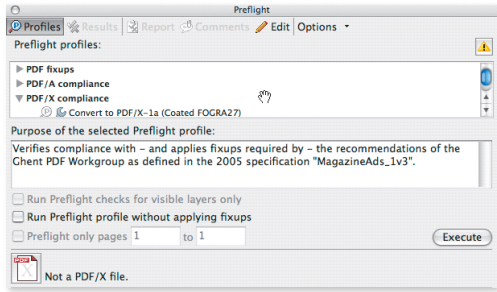 Preflight
Profiles Results Report Comments Edit Options
Preflight profiles:
PDF fixups
PDF/A compliance
PDF/X compliance
Convert to PDF/X-1a (Coated FOGRA27)
Purpose of the selected Preflight profile:
Verifies compliance with – and applies fixups required by – the recommendations of the
Ghent PDF Workgroup as defined in the 2005 specification "MagazineAds_1v3".
Run Preflight checks for visible layers only
Run Preflight profile without applying fixups
Preflight only pages 1 to 1
Execute
Not a PDF/X file.